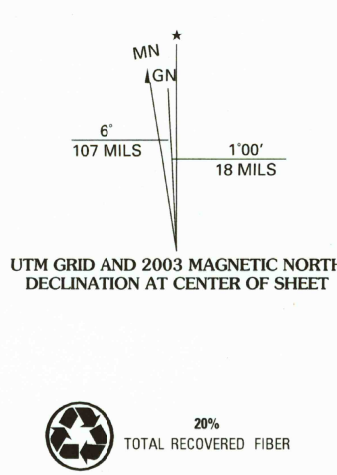 ★
MN
GN
6°
107 MILS
1°00′
18 MILS
UTM GRID AND 2003 MAGNETIC NORTH
DECLINATION AT CENTER OF SHEET
20%
TOTAL RECOVERED FIBER